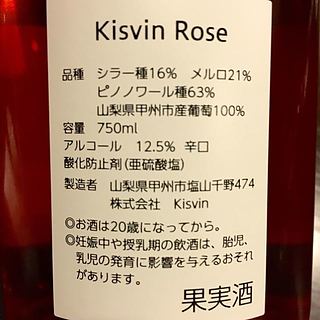 Kisvin Rose
品種　シラー種16%　メルロ21%
ピノノワール種63%
山梨県甲州市産葡萄100%
容量　750ml
アルコール　12.5%　辛口
酸化防止剤(亜硫酸塩)
製造者　山梨県甲州市塩山千野474
株式会社　Kisvin
◎お酒は20歳になってから。
◎妊娠中や授乳期の飲酒は、胎児、
乳児の発育に影響を与えるおそれ
があります。
果実酒